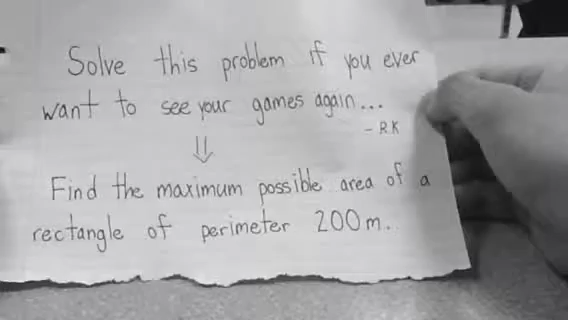 Solve this problem if you ever
want to see your games again...
- RK
⇓
Find the maximum possible area of a
rectangle of perimeter 200m.